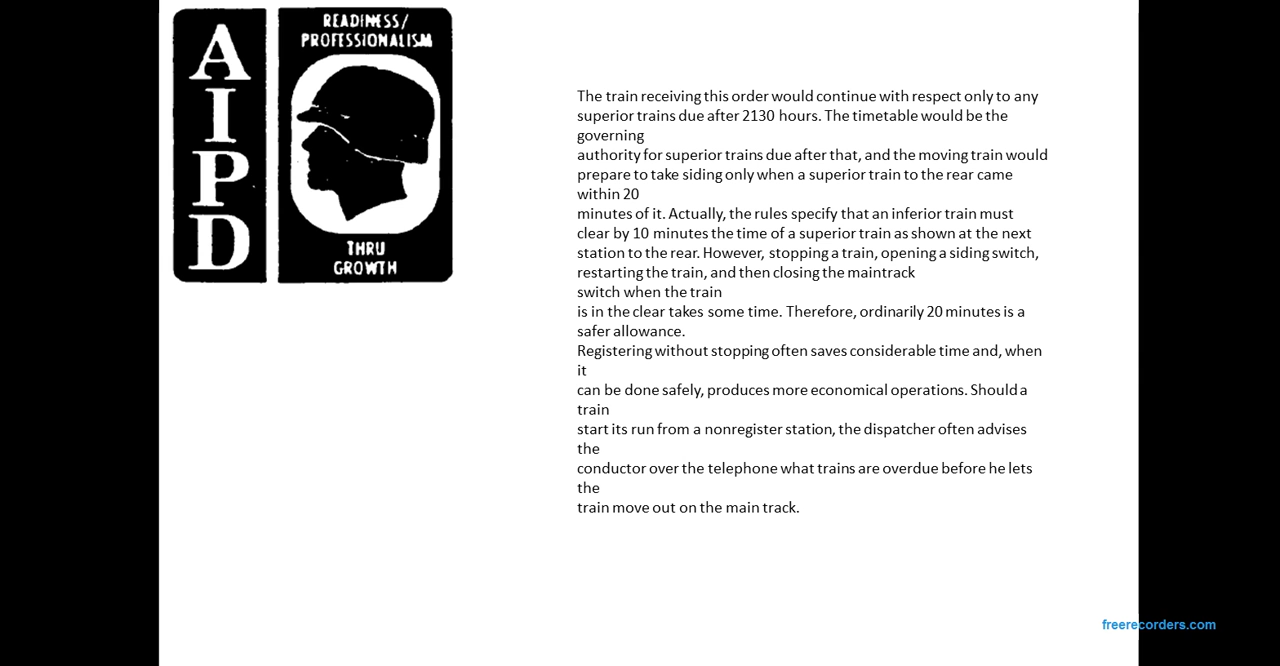 A
I
P
D
READINESS/
PROFESSIONALISM
THRU
GROWTH
The train receiving this order would continue with respect only to any
superior trains due after 2130 hours. The timetable would be the
governing
authority for superior trains due after that, and the moving train would
prepare to take siding only when a superior train to the rear came
within 20
minutes of it. Actually, the rules specify that an inferior train must
clear by 10 minutes the time of a superior train as shown at the next
station to the rear. However, stopping a train, opening a siding switch,
restarting the train, and then closing the maintrack
switch when the train
is in the clear takes some time. Therefore, ordinarily 20 minutes is a
safer allowance.
Registering without stopping often saves considerable time and, when
it
can be done safely, produces more economical operations. Should a
train
start its run from a nonregister station, the dispatcher often advises
the
conductor over the telephone what trains are overdue before he lets
the
train move out on the main track.
freerecorders.com